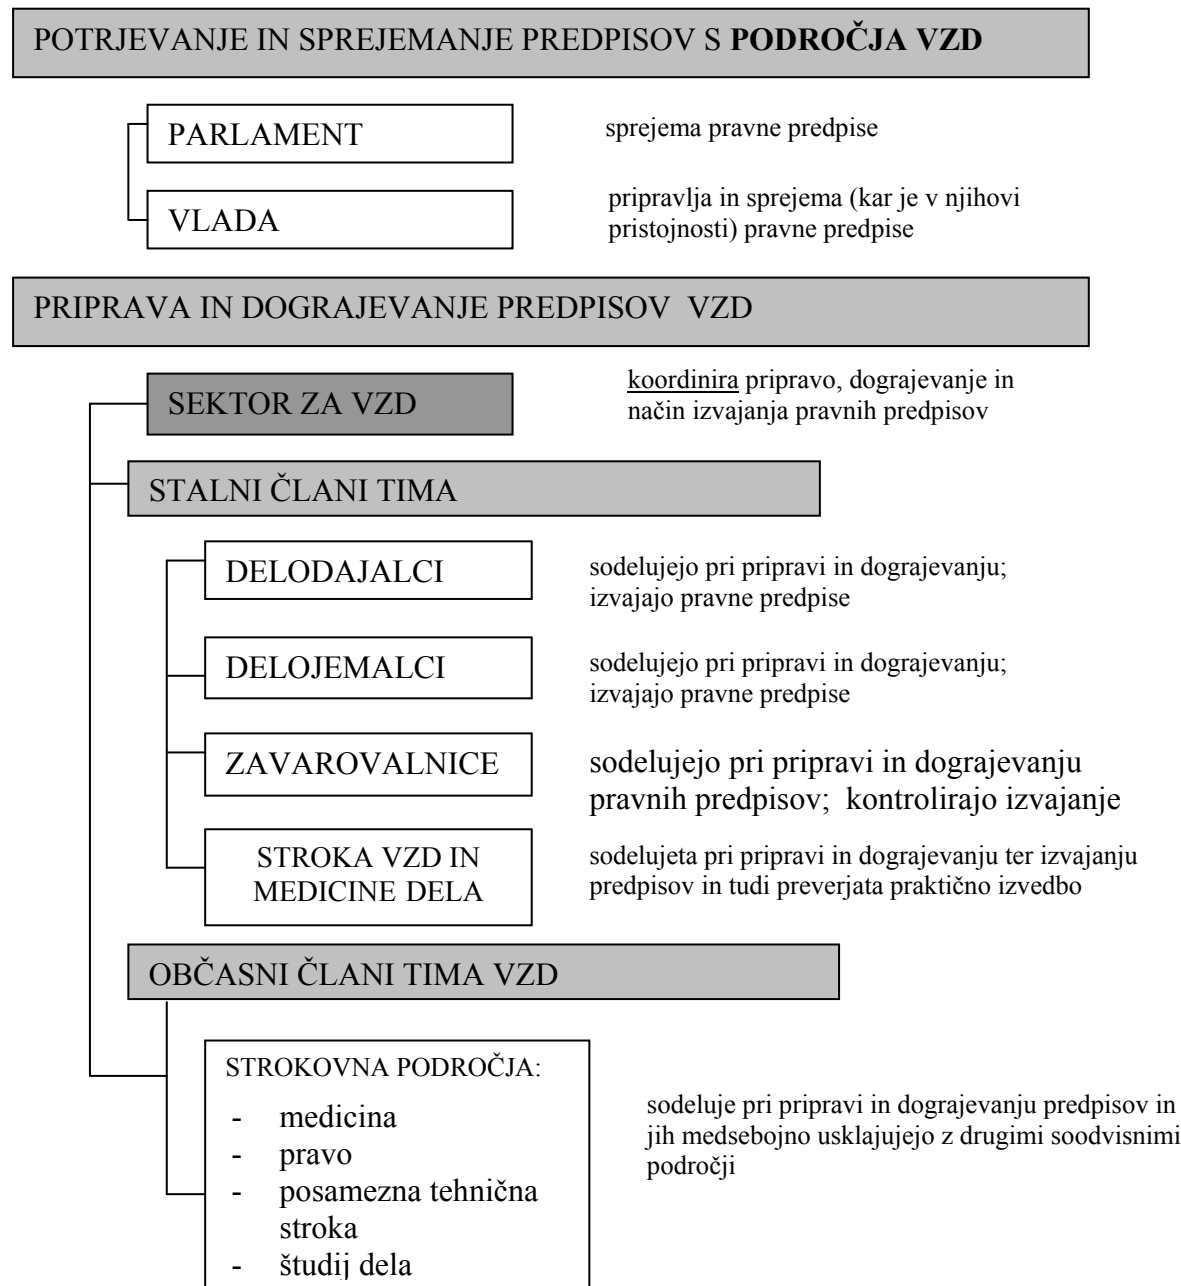 POTRJEVANJE IN SPREJEMANJE PREDPISOV S PODROČJA VZD
PARLAMENT
sprejema pravne predpise
VLADA
pripravlja in sprejema (kar je v njihovi
pristojnosti) pravne predpise
PRIPRAVA IN DOGRAJEVANJE PREDPISOV VZD
SEKTOR ZA VZD
koordinira pripravo, dograjevanje in
način izvajanja pravnih predpisov
STALNI ČLANI TIMA
DELODAJALCI
sodelujejo pri pripravi in dograjevanju;
izvajajo pravne predpise
DELOJEMALCI
sodelujejo pri pripravi in dograjevanju;
izvajajo pravne predpise
ZAVAROVALNICE
sodelujejo pri pripravi in dograjevanju
pravnih predpisov; kontrolirajo izvajanje
STROKA VZD IN
MEDICINE DELA
sodelujeta pri pripravi in dograjevanju ter izvajanju
predpisov in tudi preverjata praktično izvedbo
OBČASNI ČLANI TIMA VZD
STROKOVNA PODROČJA:
- medicina
- pravo
- posamezna tehnična
stroka
- študij dela
sodeluje pri pripravi in dograjevanju predpisov in
jih medsebojno usklajujejo z drugimi soodvisnimi
področji